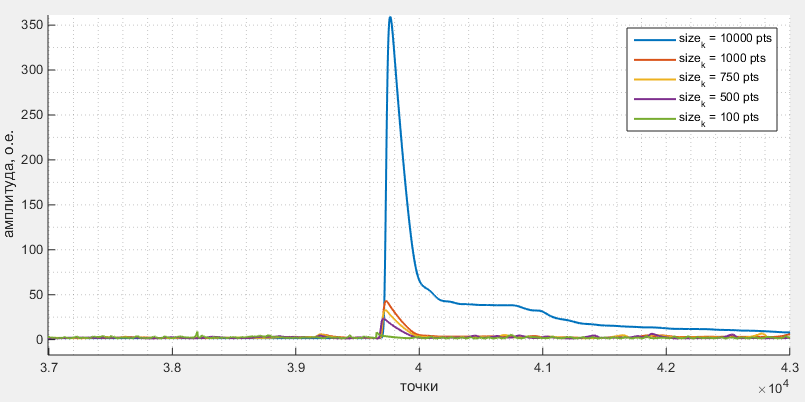 350
300
250
200
150
100
50
0
амплитуда, о.е.
size_k = 10000 pts
size_k = 1000 pts
size_k = 750 pts
size_k = 500 pts
size_k = 100 pts
3.7 3.8 3.9 4 4.1 4.2 4.3
точки
×10⁴